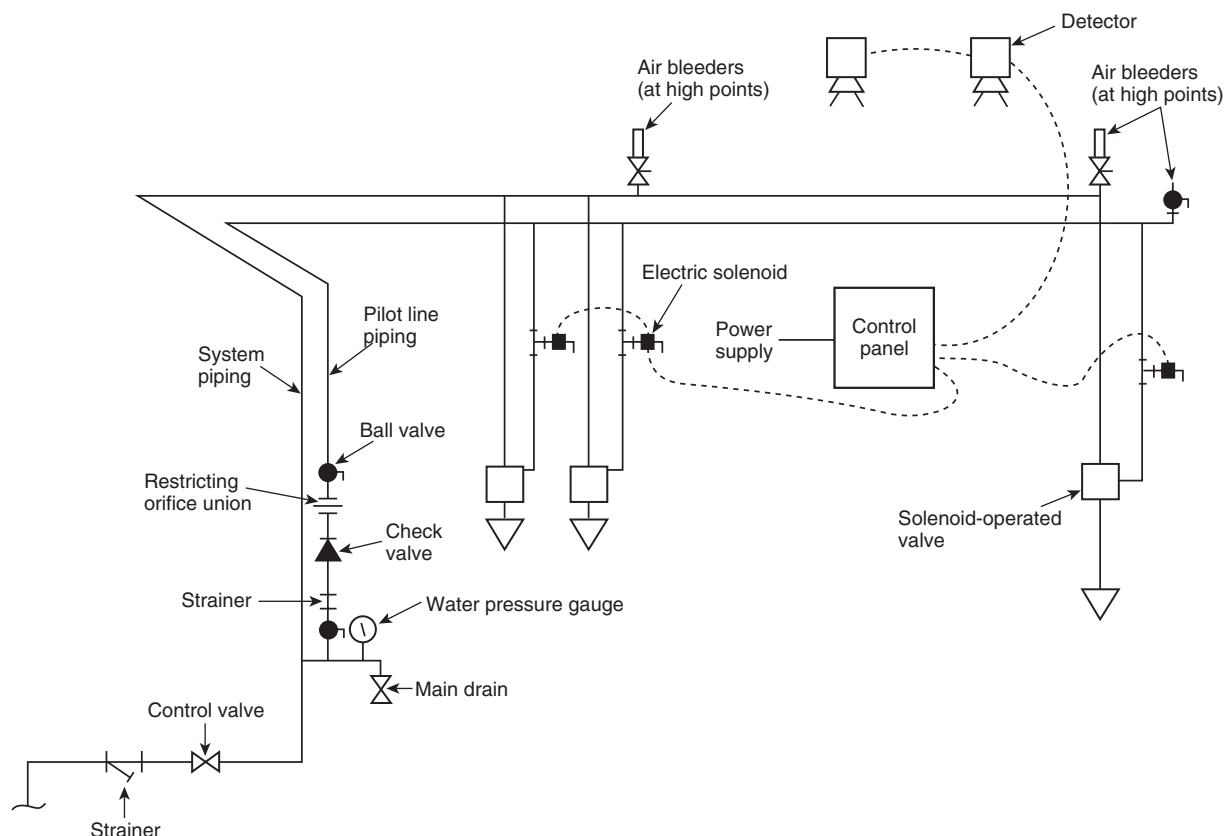 Detector
Air bleeders
(at high points)
Air bleeders
(at high points)
Electric solenoid
Pilot line
piping
System
piping
Power
supply
Control
panel
Ball valve
Restricting
orifice union
Check
valve
Solenoid-operated
valve
Strainer
Water pressure gauge
Main drain
Control valve
Strainer